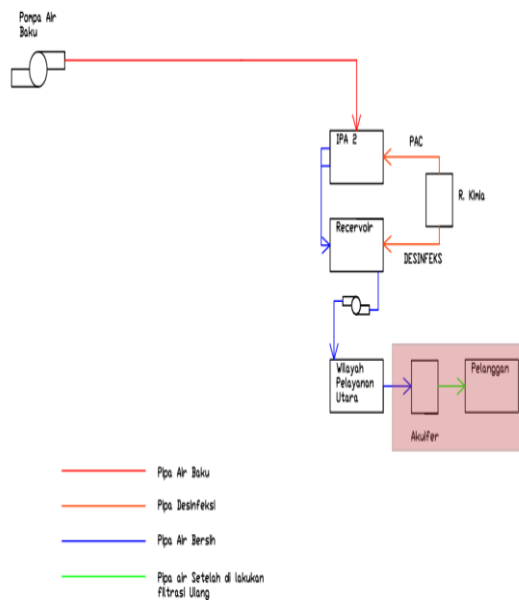 Pompa Air
Baku
IPA 2
PAC
R. Kimia
Recervoir
DESINFEKS
Wilayah
Pelayanan
Utara
Pelanggan
Akuifer
Pipa Air Baku
Pipa Desinfeksi
Pipa Air Bersih
Pipa air Setelah di lakukan
filtrasi Ulang